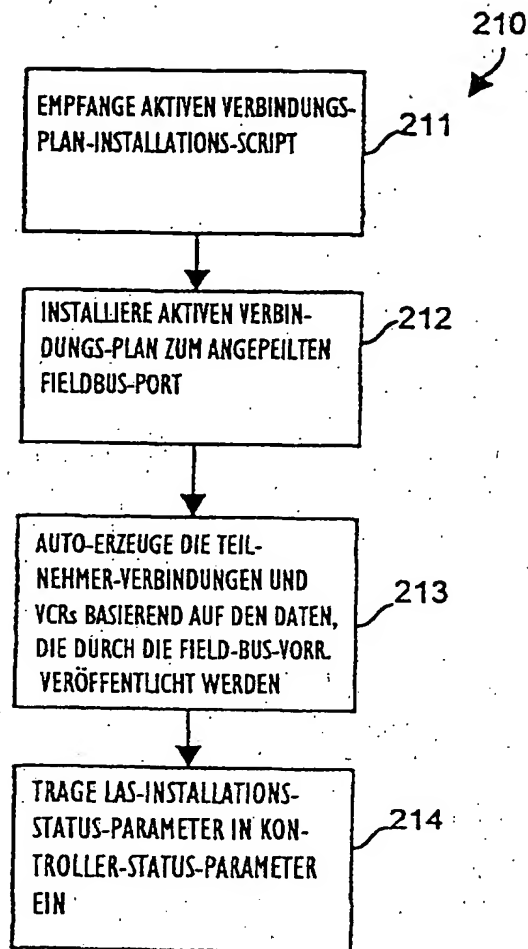 210
EMPFANGE AKTIVEN VERBINDUNGS-
PLAN-INSTALLATIONS-SCRIPT
211
INSTALLIERE AKTIVEN VERBIN-
DUNGS-PLAN ZUM ANGEPEILTEN
FIELDBUS-PORT
212
AUTO-ERZEUGE DIE TEIL-
NEHMER-VERBINDUNGEN UND
VCRs BASIEREND AUF DEN DATEN,
DIE DURCH DIE FIELD-BUS-VORR.
VERÖFFENTLICHT WERDEN
213
TRAGE LAS-INSTALLATIONS-
STATUS-PARAMETER IN KON-
TROLLER-STATUS-PARAMETER
EIN
214